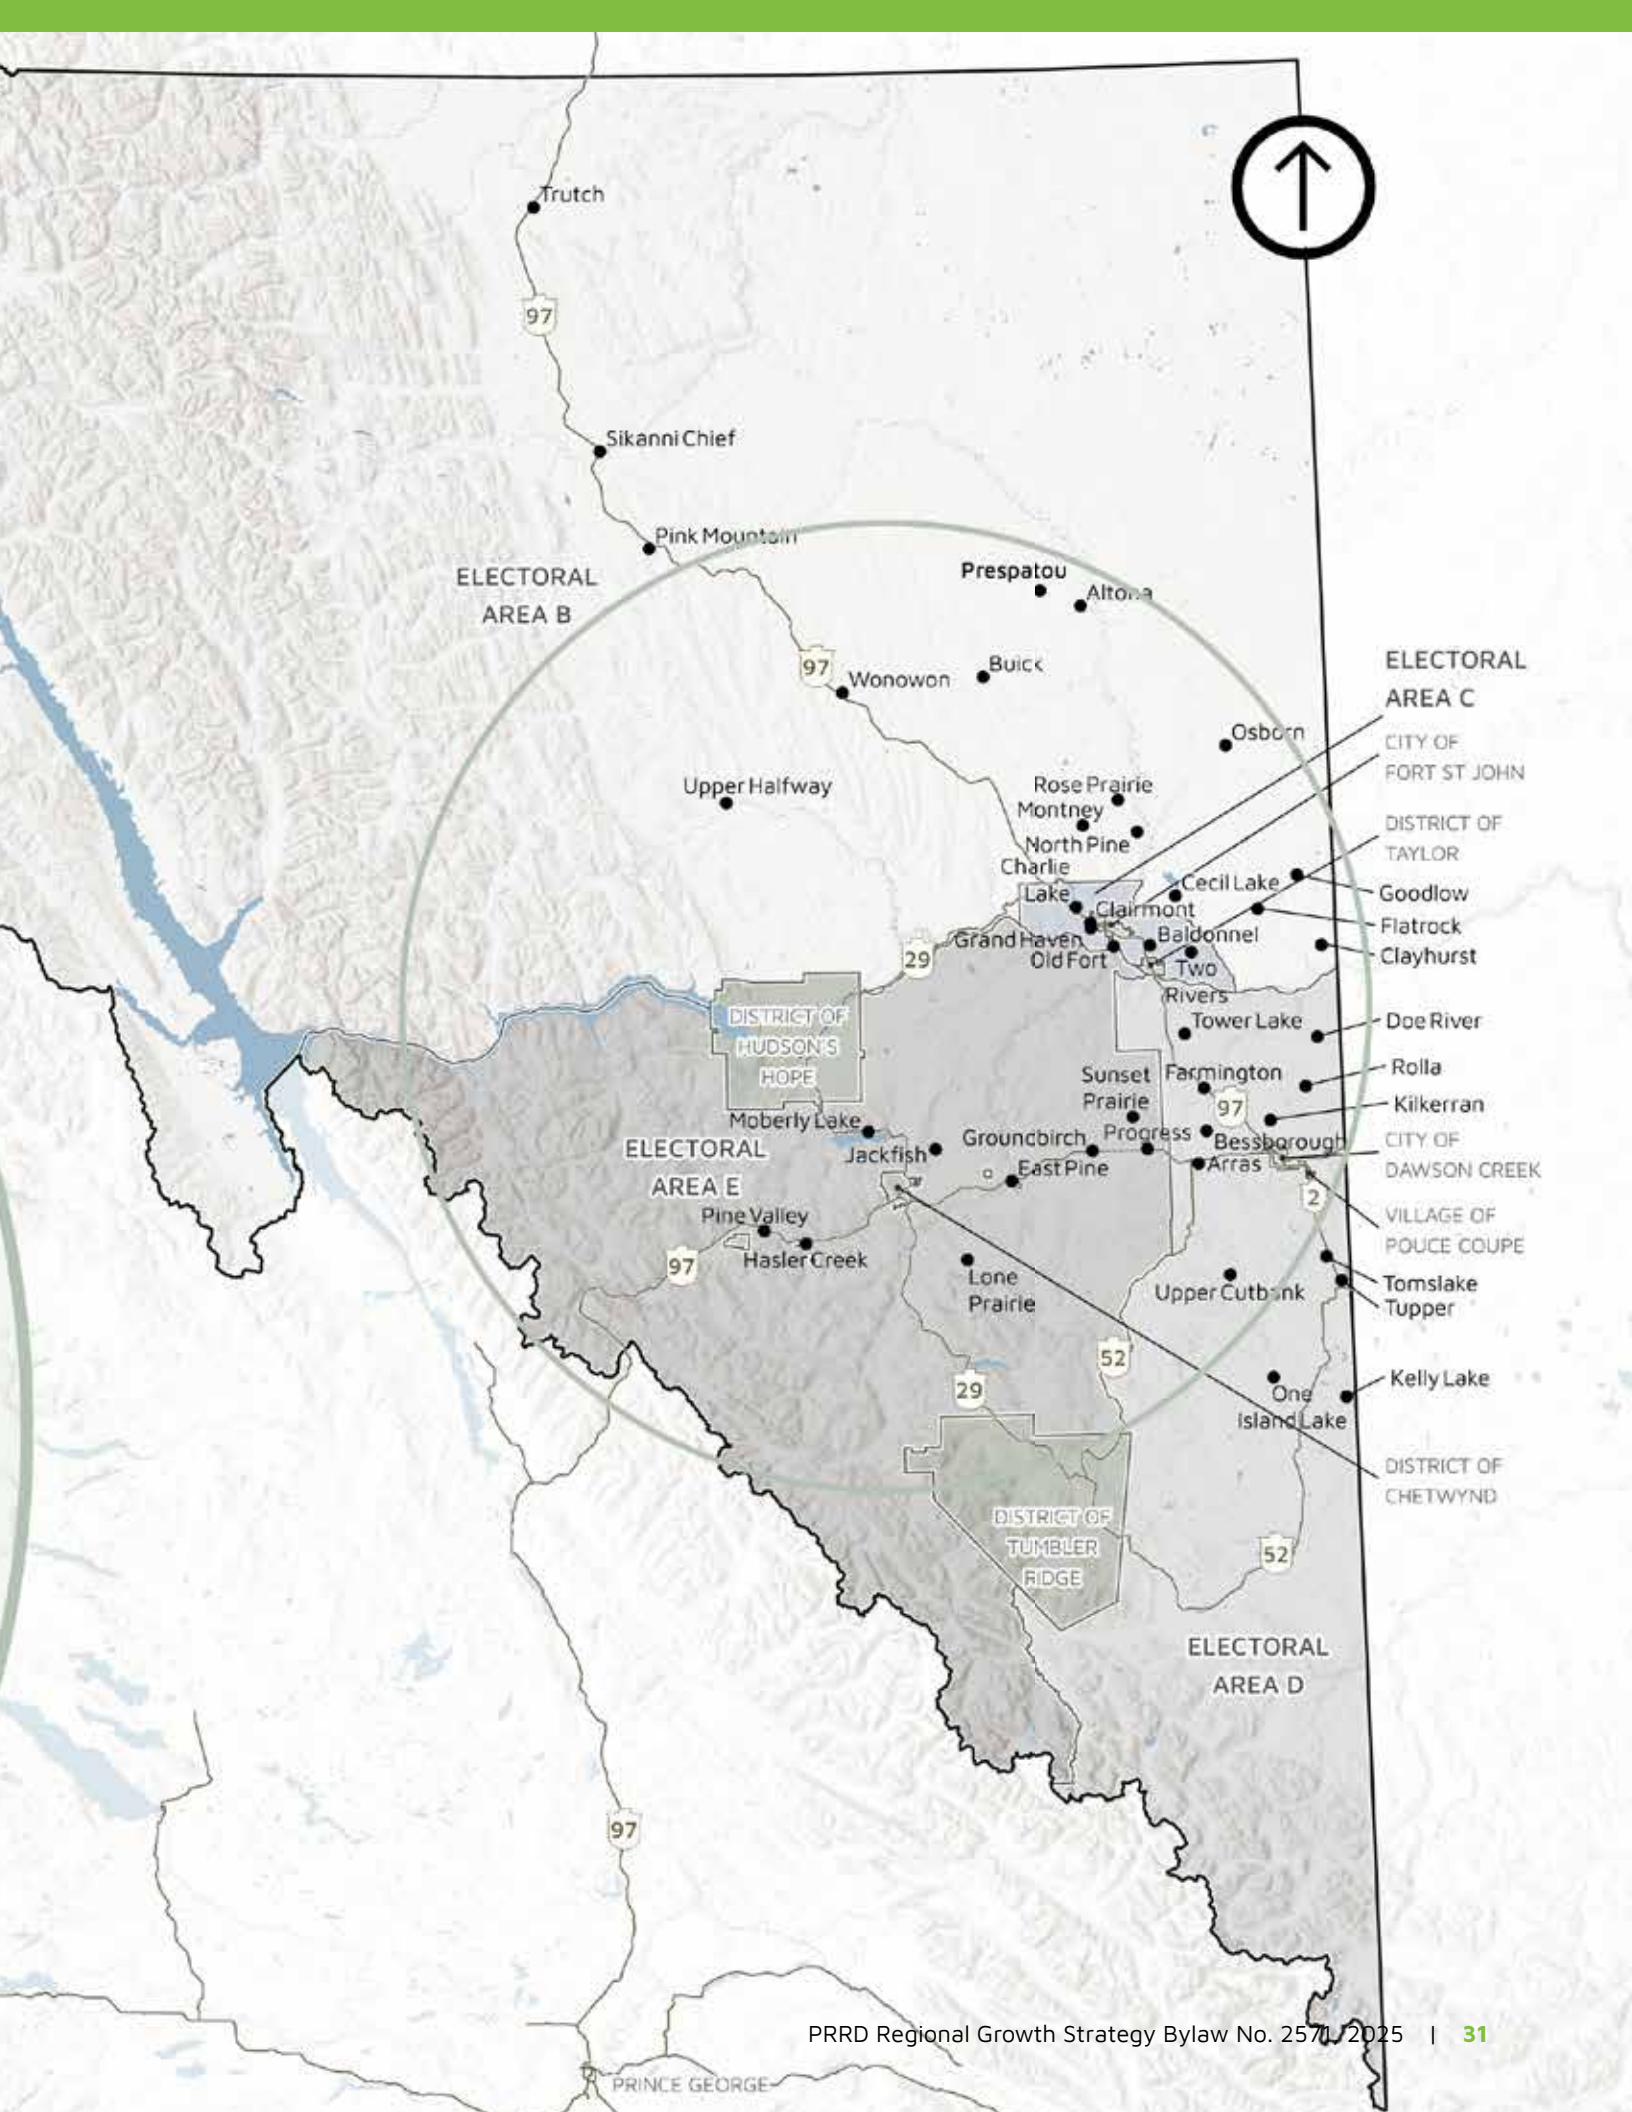 Trutch
97
Sikanni Chief
Pink Mountain
ELECTORAL
AREA B
Prespatou
Altona
97
Wonowon
Buick
ELECTORAL
AREA C
Osborn
CITY OF
FORT ST JOHN
Upper Halfway
Rose Prairie
Montney
North Pine
DISTRICT OF
TAYLOR
Charlie
Lake
Cecil Lake
Goodlow
Clairmont
Flatrock
Grand Haven
Baldonnel
Old Fort
29
Clayhurst
Two
Rivers
DISTRICT OF
HUDSON'S
HOPE
Tower Lake
Doe River
Sunset
Prairie
Farmington
Rolla
97
Kilkerran
Moberly Lake
Groundbirch
Progress
Bessborough
CITY OF
DAWSON CREEK
ELECTORAL
AREA E
Jackfish
East Pine
Arras
2
VILLAGE OF
POUCE COUPE
Pine Valley
97
Hasler Creek
Lone
Prairie
Upper Cutbank
Tomslake
Tupper
52
29
Kelly Lake
One
Island Lake
DISTRICT OF
CHETWYND
DISTRICT OF
TUMBLER
RIDGE
52
ELECTORAL
AREA D
97
PRRD Regional Growth Strategy Bylaw No. 2571, 2025 | 31
PRINCE GEORGE